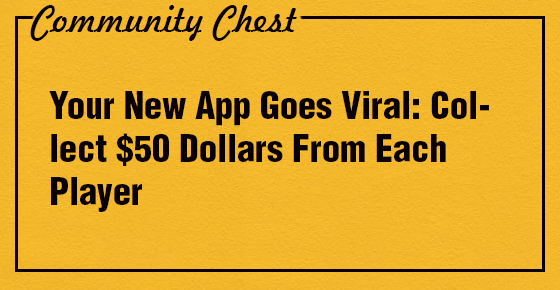 Community Chest
Your New App Goes Viral: Col-
lect $50 Dollars From Each
Player